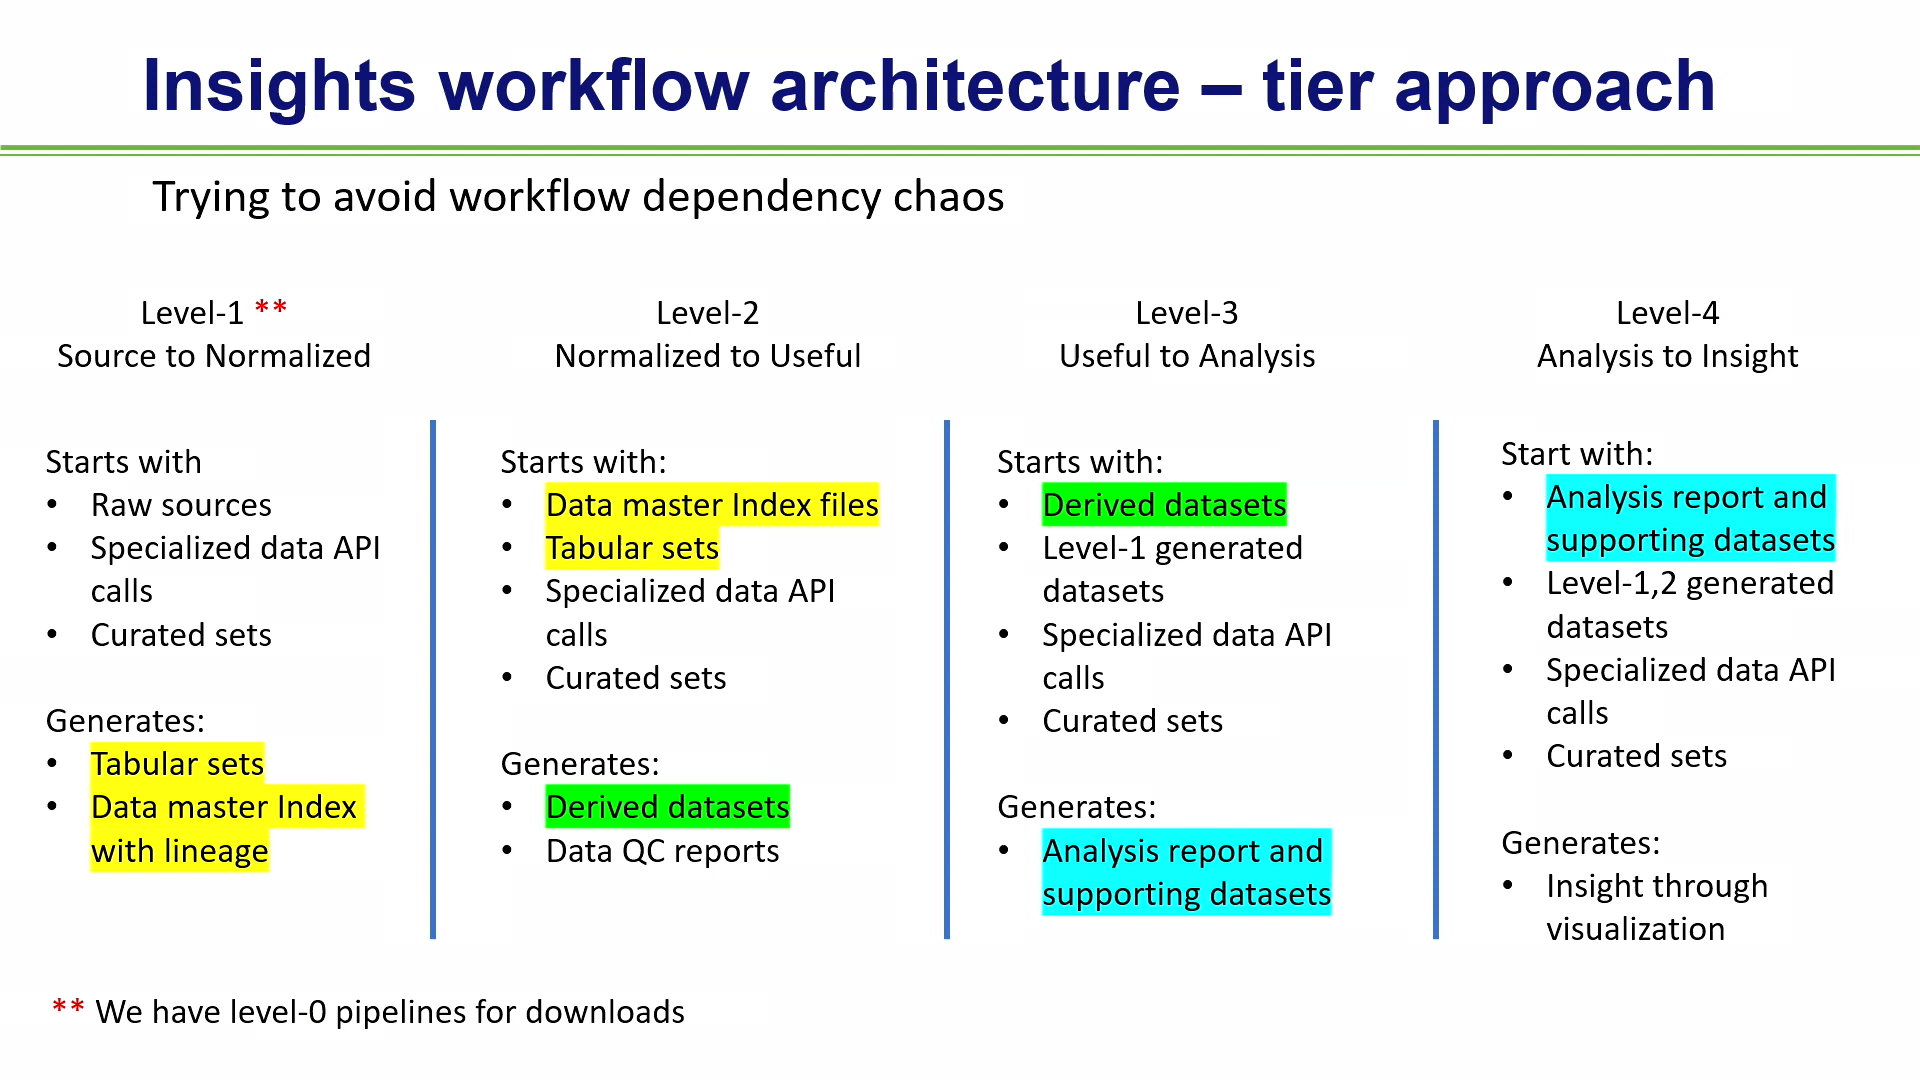 Insights workflow architecture – tier approach
Trying to avoid workflow dependency chaos
Level-1 **
Source to Normalized
Starts with
• Raw sources
• Specialized data API
calls
• Curated sets
Generates:
• Tabular sets
• Data master Index
with lineage
Level-2
Normalized to Useful
Starts with:
• Data master Index files
• Tabular sets
• Specialized data API
calls
• Curated sets
Generates:
• Derived datasets
• Data QC reports
Level-3
Useful to Analysis
Starts with:
• Derived datasets
• Level-1 generated
datasets
• Specialized data API
calls
• Curated sets
Generates:
• Analysis report and
supporting datasets
Level-4
Analysis to Insight
Start with:
• Analysis report and
supporting datasets
• Level-1,2 generated
datasets
• Specialized data API
calls
• Curated sets
Generates:
• Insight through
visualization
** We have level-0 pipelines for downloads